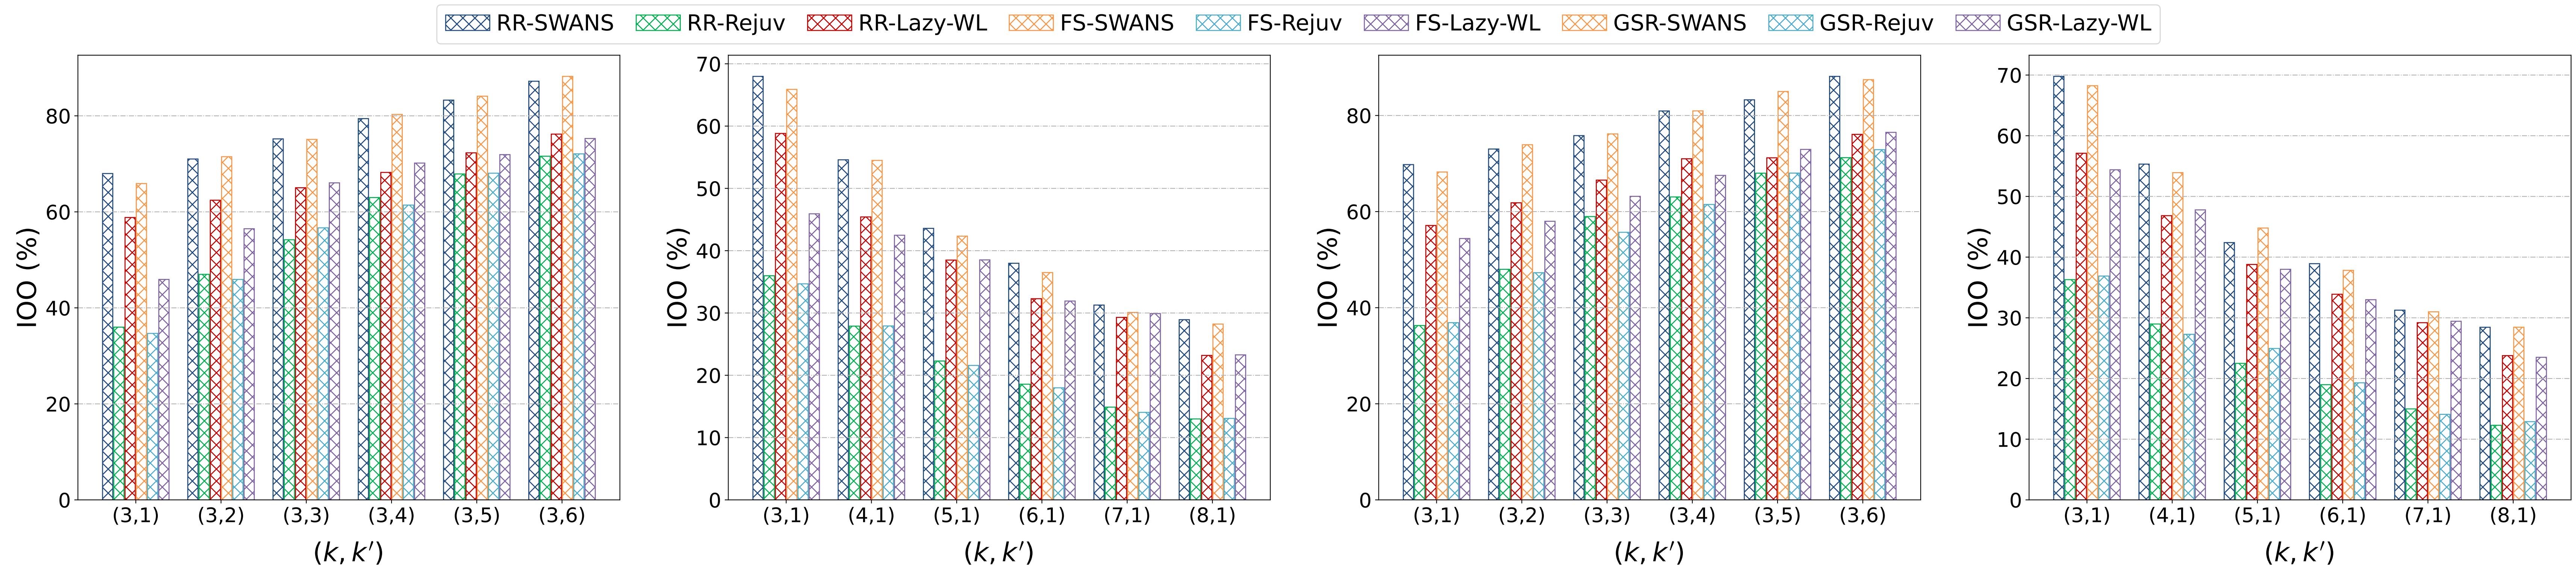 RR-SWANS RR-Rejuv RR-Lazy-WL FS-SWANS FS-Rejuv FS-Lazy-WL GSR-SWANS GSR-Rejuv GSR-Lazy-WL
IOO (%)
80
60
40
20
0
(3,1) (3,2) (3,3) (3,4) (3,5) (3,6)
(k, k′)
IOO (%)
70
60
50
40
30
20
10
0
(3,1) (4,1) (5,1) (6,1) (7,1) (8,1)
(k, k′)
IOO (%)
80
60
40
20
0
(3,1) (3,2) (3,3) (3,4) (3,5) (3,6)
(k, k′)
IOO (%)
70
60
50
40
30
20
10
0
(3,1) (4,1) (5,1) (6,1) (7,1) (8,1)
(k, k′)